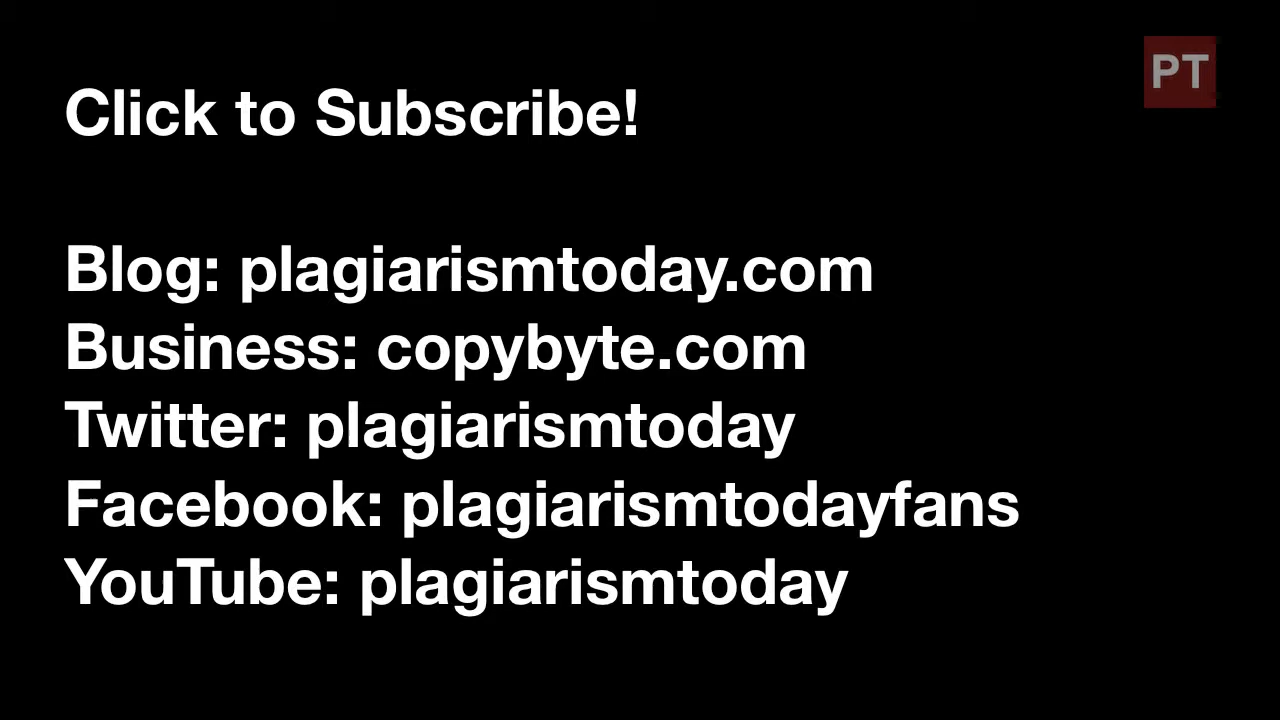 PT
Click to Subscribe!
Blog: plagiarismtoday.com
Business: copybyte.com
Twitter: plagiarismtoday
Facebook: plagiarismtodayfans
YouTube: plagiarismtoday